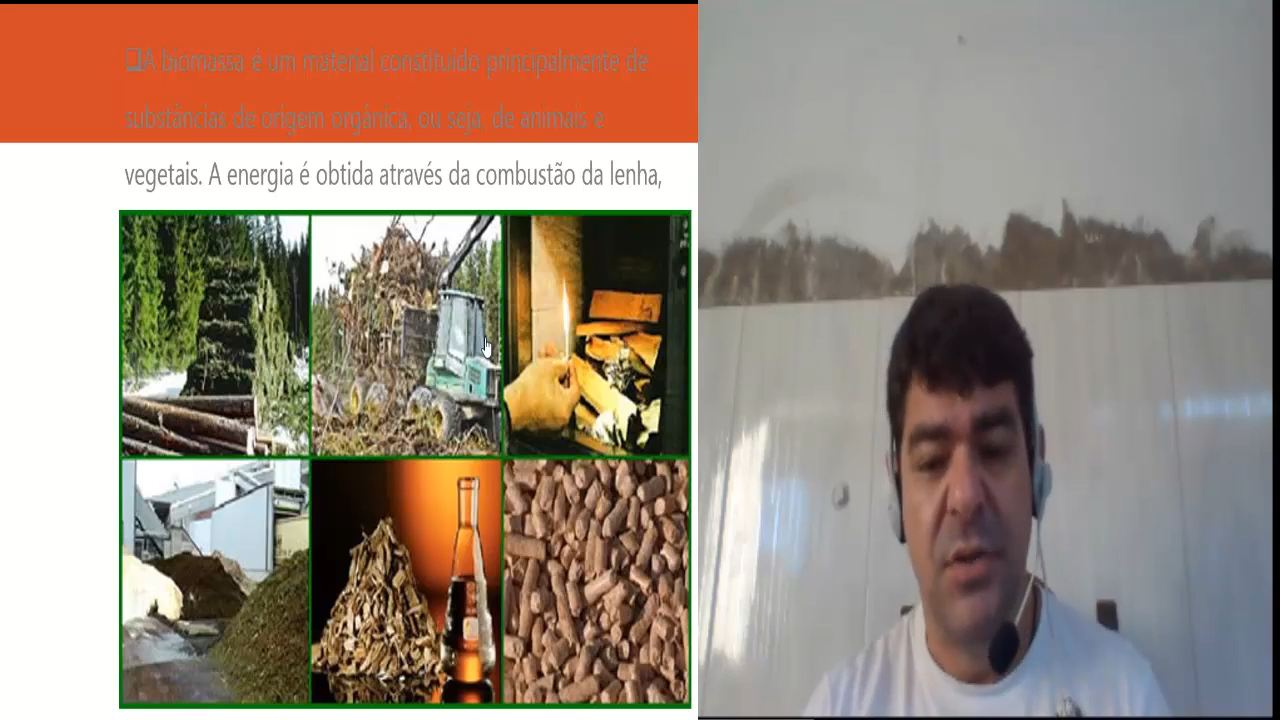 ❑A biomassa é um material constituido principalmente de
substâncias de origem orgânica, ou seja, de animais e
vegetais. A energia é obtida através da combustão da lenha,